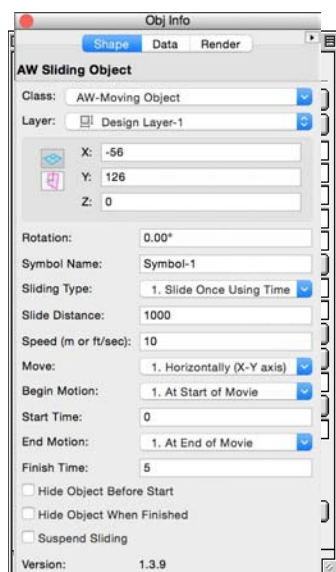 Obj Info
Shape Data Render
AW Sliding Object
Class: AW-Moving Object
Layer: Design Layer-1
X: -56
Y: 126
Z: 0
Rotation: 0.00°
Symbol Name: Symbol-1
Sliding Type: 1. Slide Once Using Time
Slide Distance: 1000
Speed (m or ft/sec): 10
Move: 1. Horizontally (X-Y axis)
Begin Motion: 1. At Start of Movie
Start Time: 0
End Motion: 1. At End of Movie
Finish Time: 5
Hide Object Before Start
Hide Object When Finished
Suspend Sliding
Version: 1.3.9